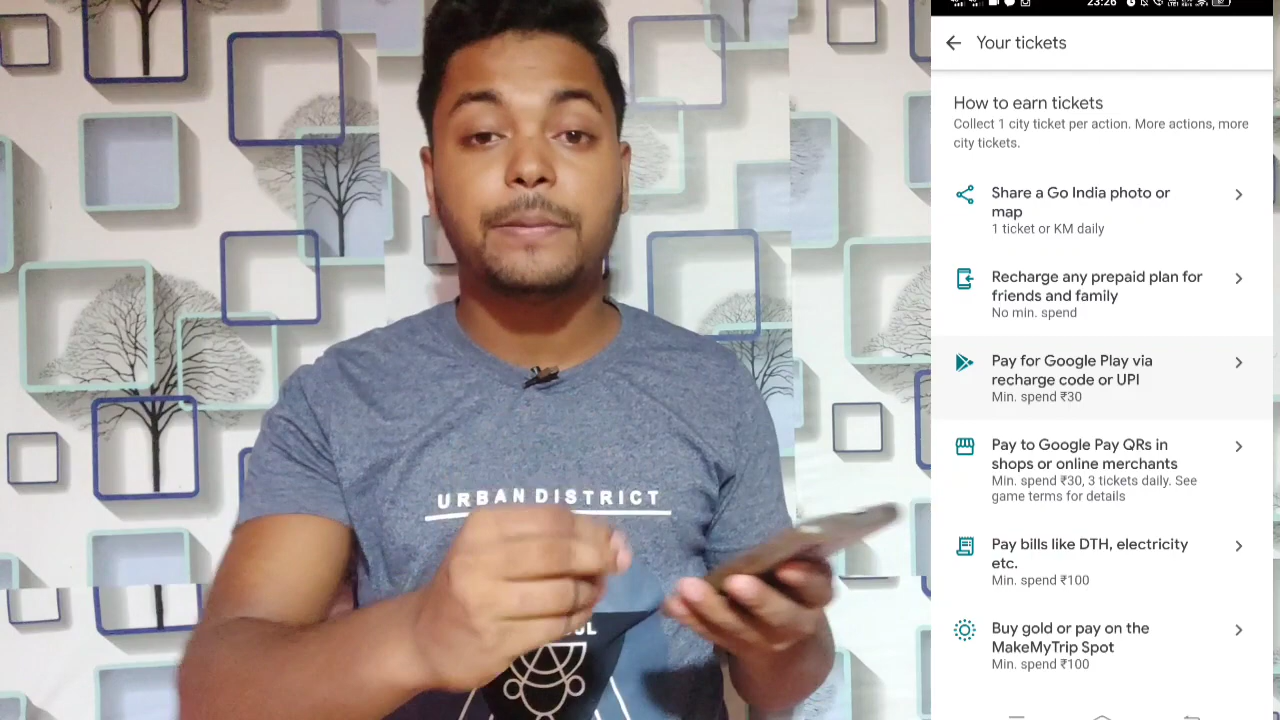 23:26
Your tickets
How to earn tickets
Collect 1 city ticket per action. More actions, more
city tickets.
Share a Go India photo or
map
1 ticket or KM daily
Recharge any prepaid plan for
friends and family
No min. spend
Pay for Google Play via
recharge code or UPI
Min. spend ₹30
Pay to Google Pay QRs in
shops or online merchants
Min. spend ₹30, 3 tickets daily. See
game terms for details
Pay bills like DTH, electricity
etc.
Min. spend ₹100
Buy gold or pay on the
MakeMyTrip Spot
Min. spend ₹100
URBAN DISTRICT